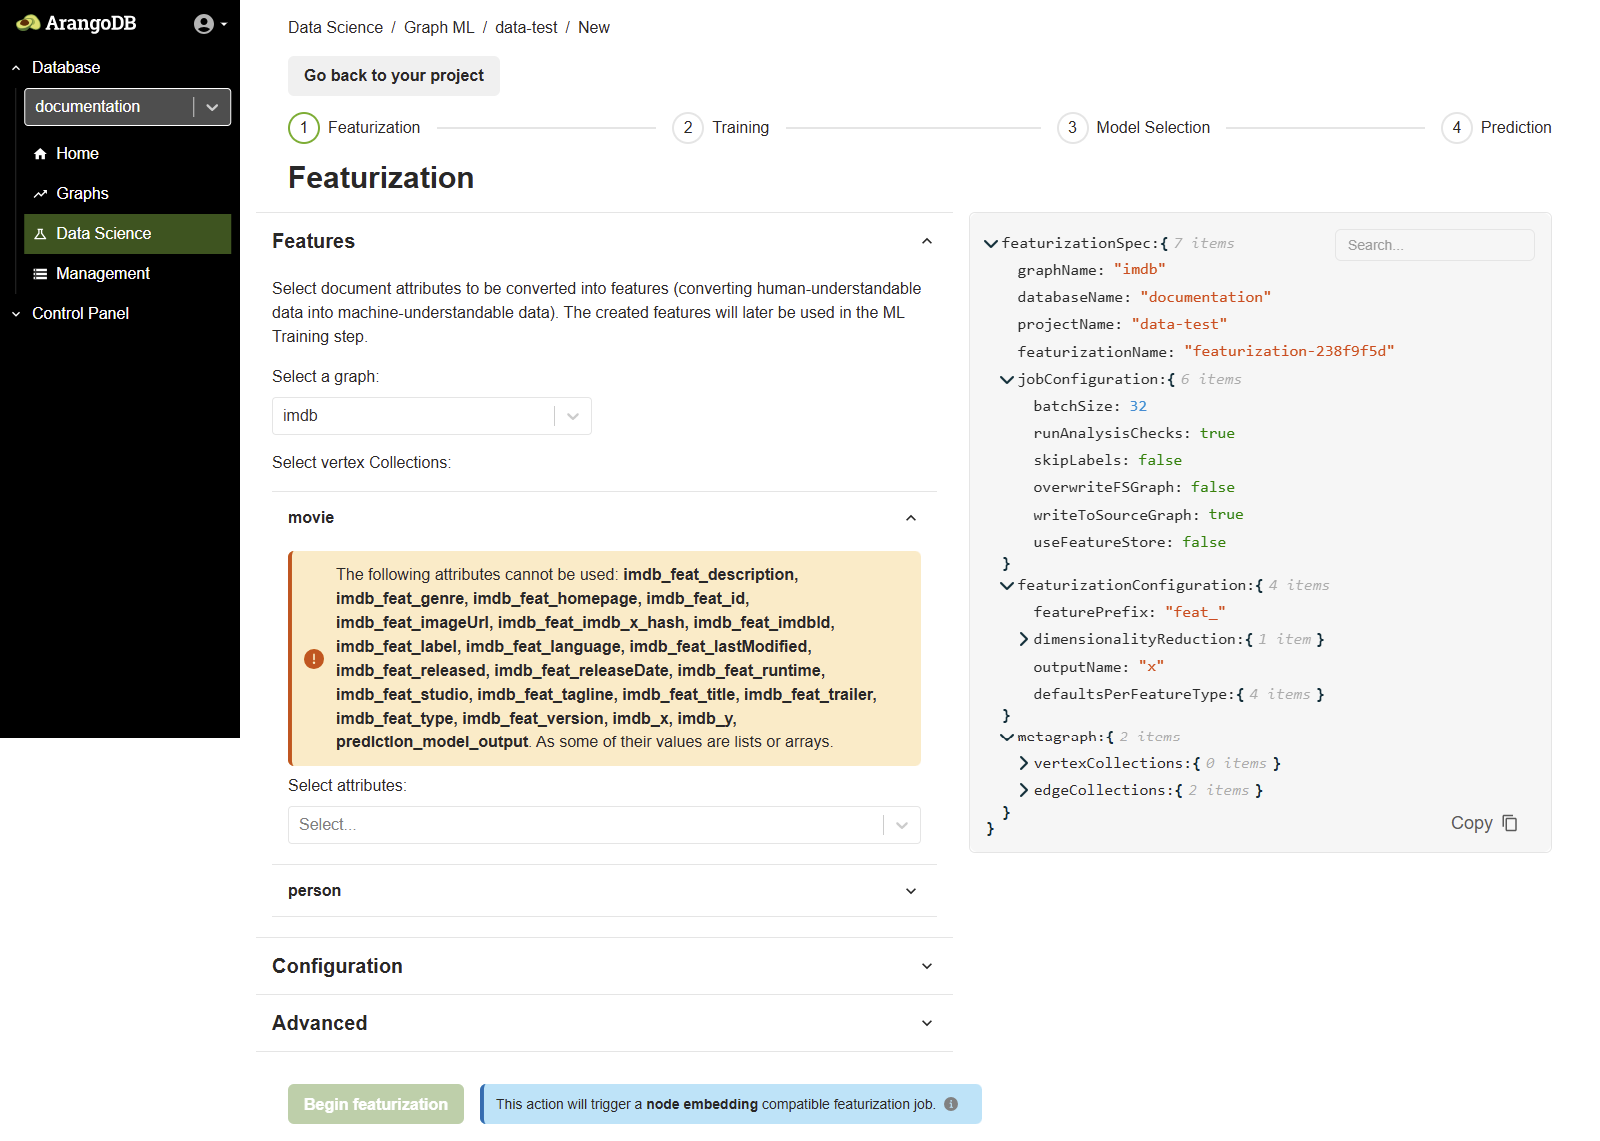 ArangoDB
Database
documentation
Home
Graphs
Data Science
Management
Control Panel
Data Science / Graph ML / data-test / New
Go back to your project
1 Featurization
2 Training
3 Model Selection
4 Prediction
Featurization
Features
Select document attributes to be converted into features (converting human-understandable
data into machine-understandable data). The created features will later be used in the ML
Training step.
Select a graph:
imdb
Select vertex Collections:
movie
The following attributes cannot be used: imdb_feat_description,
imdb_feat_genre, imdb_feat_homepage, imdb_feat_id,
imdb_feat_imageUrl, imdb_feat_imdb_x_hash, imdb_feat_imdbId,
imdb_feat_label, imdb_feat_language, imdb_feat_lastModified,
imdb_feat_released, imdb_feat_releaseDate, imdb_feat_runtime,
imdb_feat_studio, imdb_feat_tagline, imdb_feat_title, imdb_feat_trailer,
imdb_feat_type, imdb_feat_version, imdb_x, imdb_y,
prediction_model_output. As some of their values are lists or arrays.
Select attributes:
Select...
person
Configuration
Advanced
Begin featurization
This action will trigger a node embedding compatible featurization job.
Search...
featurizationSpec:{ 7 items
graphName: "imdb"
databaseName: "documentation"
projectName: "data-test"
featurizationName: "featurization-238f9f5d"
jobConfiguration:{ 6 items
batchSize: 32
runAnalysisChecks: true
skipLabels: false
overwriteFSGraph: false
writeToSourceGraph: true
useFeatureStore: false
}
featurizationConfiguration:{ 4 items
featurePrefix: "feat_"
dimensionalityReduction:{ 1 item }
outputName: "x"
defaultsPerFeatureType:{ 4 items }
}
metagraph:{ 2 items
vertexCollections:{ 0 items }
edgeCollections:{ 2 items }
}
}
Copy